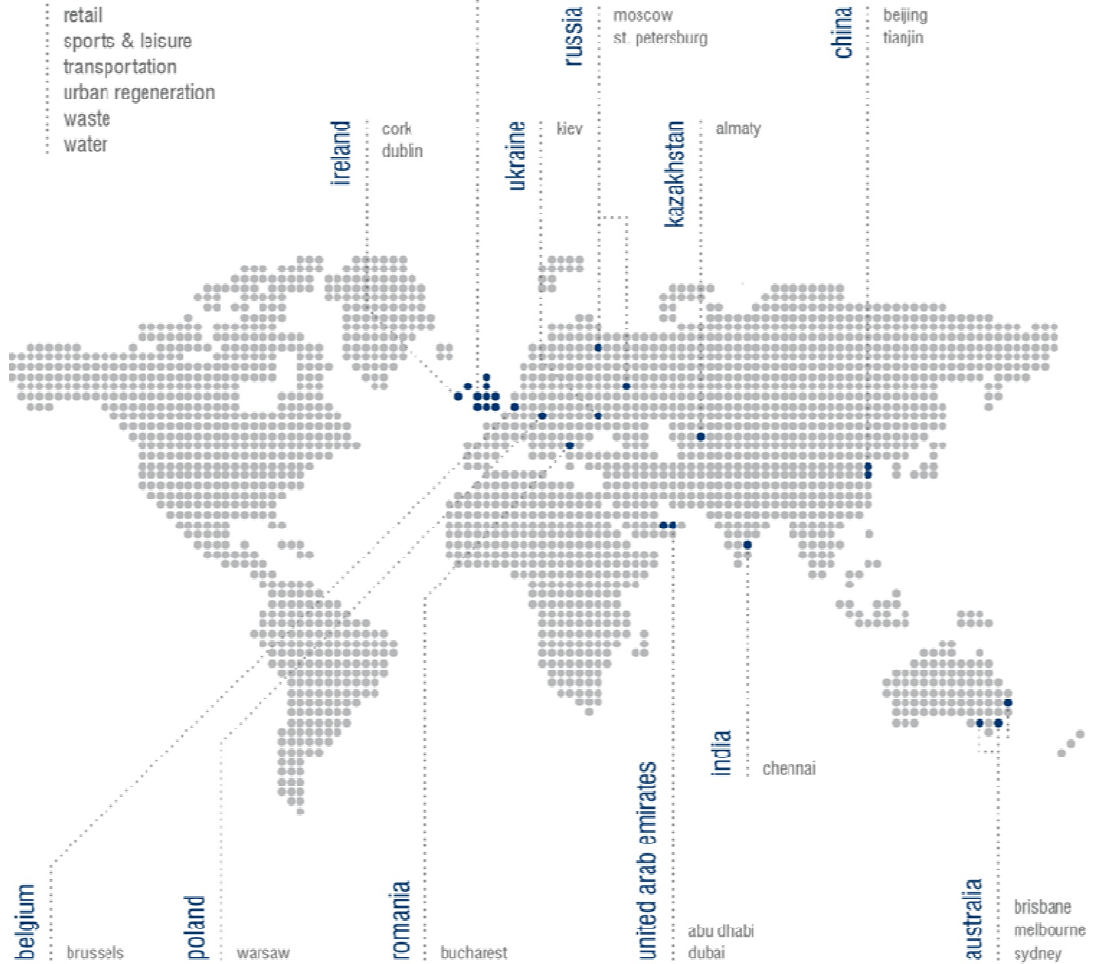 retail
sports & leisure
transportation
urban regeneration
waste
water
ireland
cork
dublin
ukraine
kiev
russia
moscow
st. petersburg
kazakhstan
almaty
china
beijing
tianjin
belgium
brussels
poland
warsaw
romania
bucharest
united arab emirates
abu dhabi
dubai
india
chennai
australia
brisbane
melbourne
sydney